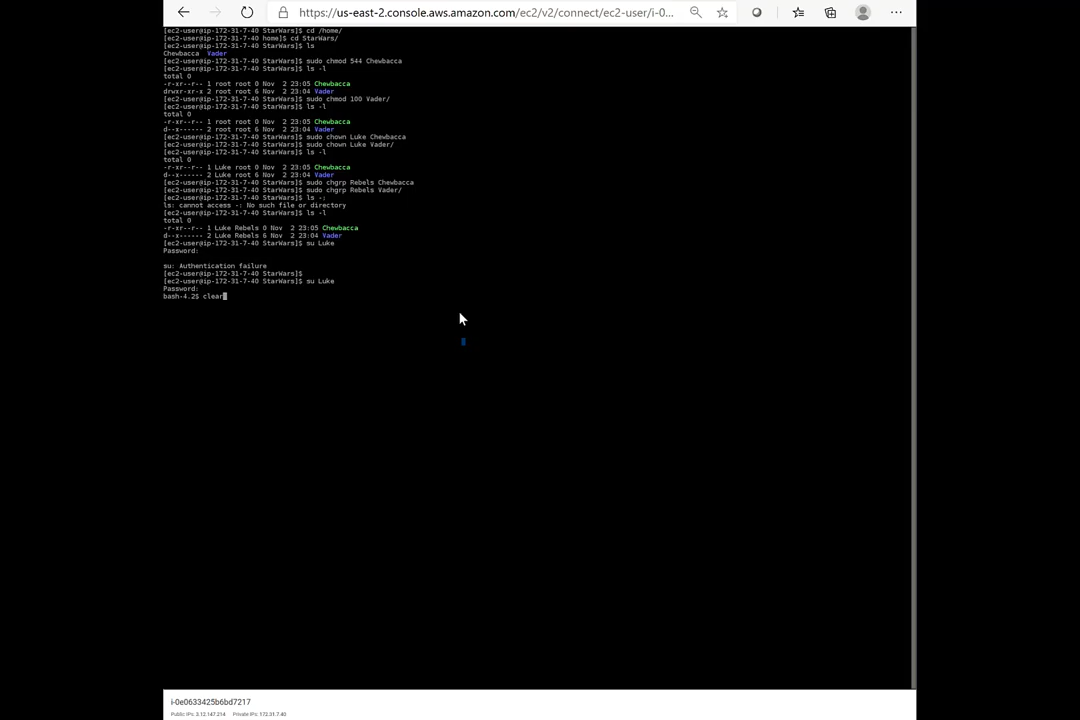 https://us-east-2.console.aws.amazon.com/ec2/v2/connect/ec2-user/i-0...
[ec2-user@ip-172-31-7-40 StarWars]$ cd /home/
[ec2-user@ip-172-31-7-40 home]$ cd StarWars/
[ec2-user@ip-172-31-7-40 StarWars]$ ls
Chewbacca  Vader
[ec2-user@ip-172-31-7-40 StarWars]$ sudo chmod 544 Chewbacca
[ec2-user@ip-172-31-7-40 StarWars]$ ls -l
total 0
-r-xr--r-- 1 root root 0 Nov  2 23:05 Chewbacca
drwxr-xr-x 2 root root 6 Nov  2 23:04 Vader
[ec2-user@ip-172-31-7-40 StarWars]$ sudo chmod 100 Vader/
[ec2-user@ip-172-31-7-40 StarWars]$ ls -l
total 0
-r-xr--r-- 1 root root 0 Nov  2 23:05 Chewbacca
d--x------ 2 root root 6 Nov  2 23:04 Vader
[ec2-user@ip-172-31-7-40 StarWars]$ sudo chown Luke Chewbacca
[ec2-user@ip-172-31-7-40 StarWars]$ sudo chown Luke Vader/
[ec2-user@ip-172-31-7-40 StarWars]$ ls -l
total 0
-r-xr--r-- 1 Luke root 0 Nov  2 23:05 Chewbacca
d--x------ 2 Luke root 6 Nov  2 23:04 Vader
[ec2-user@ip-172-31-7-40 StarWars]$ sudo chgrp Rebels Chewbacca
[ec2-user@ip-172-31-7-40 StarWars]$ sudo chgrp Rebels Vader/
[ec2-user@ip-172-31-7-40 StarWars]$ ls -;
ls: cannot access -: No such file or directory
[ec2-user@ip-172-31-7-40 StarWars]$ ls -l
total 0
-r-xr--r-- 1 Luke Rebels 0 Nov  2 23:05 Chewbacca
d--x------ 2 Luke Rebels 6 Nov  2 23:04 Vader
[ec2-user@ip-172-31-7-40 StarWars]$ su Luke
Password:
su: Authentication failure
[ec2-user@ip-172-31-7-40 StarWars]$
[ec2-user@ip-172-31-7-40 StarWars]$ su Luke
Password:
bash-4.2$ clear
i-0e0633425b6bd7217
Public IPs: 3.12.147.214 Private IPs: 172.31.7.40